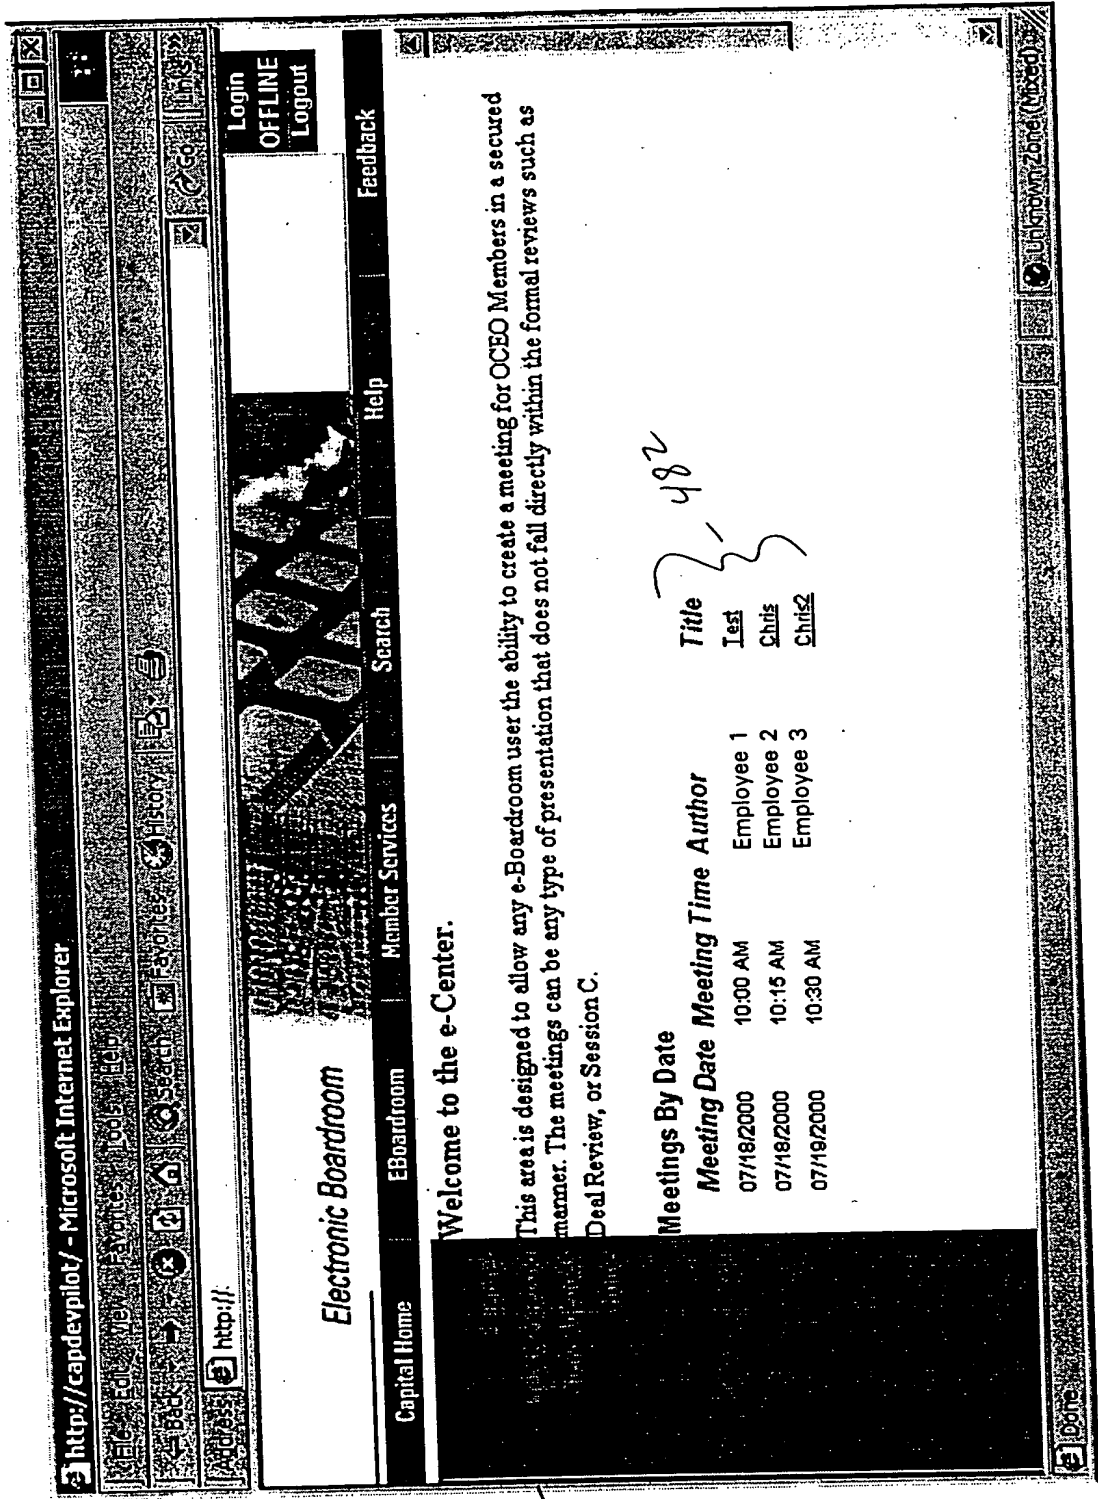 http://capdevpilot/ - Microsoft Internet Explorer
File Edit View Favorites Tools Help
Back Search Favorites History
Address http:// Go Links »
Electronic Boardroom
Login
OFFLINE
Logout
Capital Home EBoardroom Member Services Search Help Feedback
Welcome to the e-Center.
This area is designed to allow any e-Boardroom user the ability to create a meeting for OCEO Members in a secured
manner. The meetings can be any type of presentation that does not fall directly within the formal reviews such as
Deal Review, or Session C.
Meetings By Date
Meeting Date Meeting Time Author Title
07/18/2000 10:00 AM Employee 1 Test
07/18/2000 10:15 AM Employee 2 Chris
07/19/2000 10:30 AM Employee 3 Chris2
482
Done Unknown Zone (Mixed)